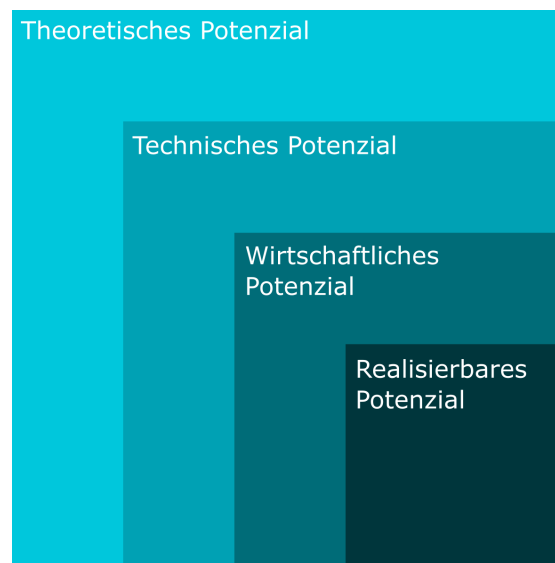 Theoretisches Potenzial
Technisches Potenzial
Wirtschaftliches
Potenzial
Realisierbares
Potenzial